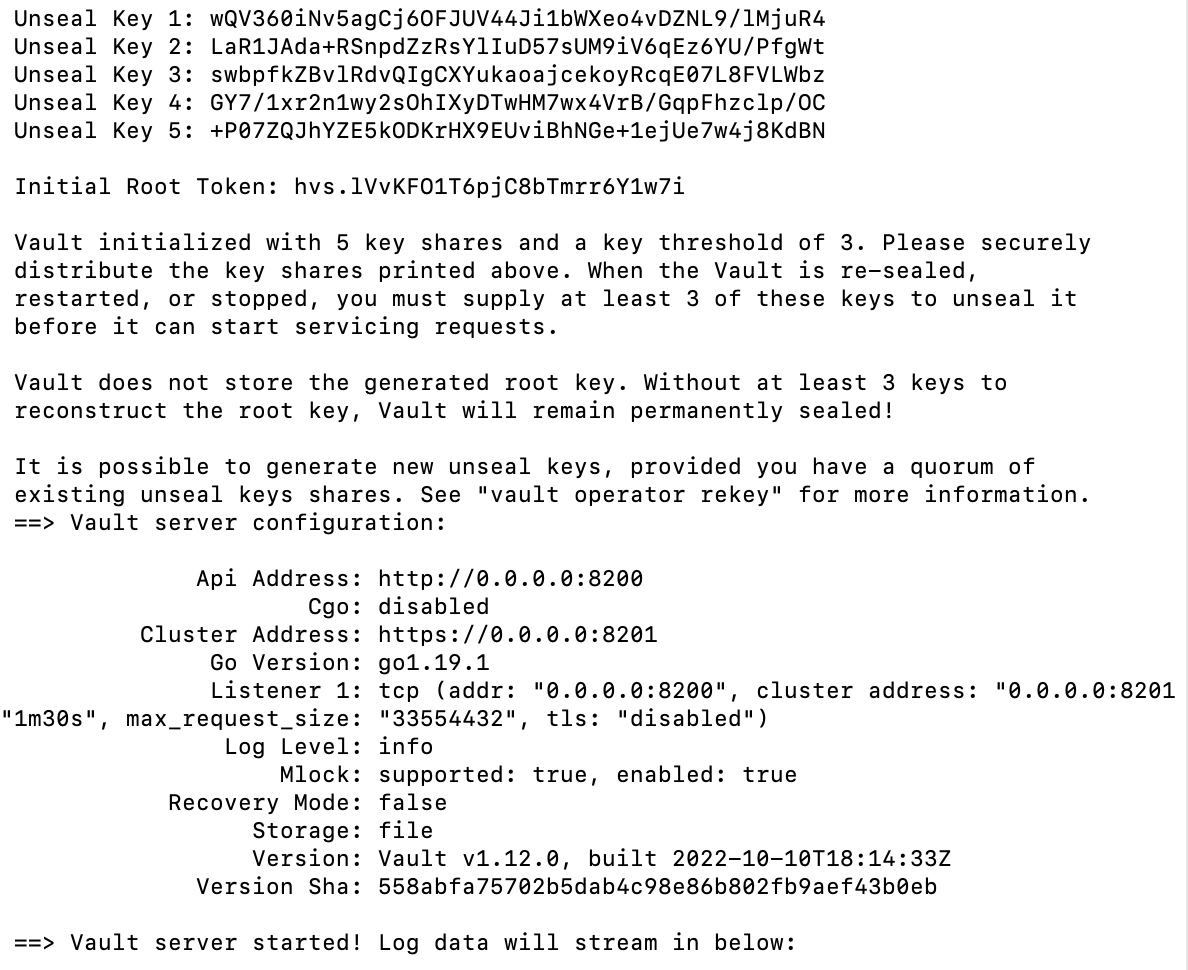 Unseal Key 1: wQV360iNv5agCj6OFJUV44Ji1bWXeo4vDZNL9/lMjuR4
Unseal Key 2: LaR1JAda+RSnpdZzRsYlIuD57sUM9iV6qEz6YU/PfgWt
Unseal Key 3: swbpfkZBvlRdvQIgCXYukaoajcekoyRcqE07L8FVLWbz
Unseal Key 4: GY7/1xr2n1wy2sOhIXyDTwHM7wx4VrB/GqpFhzclp/OC
Unseal Key 5: +P07ZQJhYZE5kODKrHX9EUviBhNGe+1ejUe7w4j8KdBN
Initial Root Token: hvs.lVvKFO1T6pjC8bTmrr6Y1w7i
Vault initialized with 5 key shares and a key threshold of 3. Please securely
distribute the key shares printed above. When the Vault is re-sealed,
restarted, or stopped, you must supply at least 3 of these keys to unseal it
before it can start servicing requests.
Vault does not store the generated root key. Without at least 3 keys to
reconstruct the root key, Vault will remain permanently sealed!
It is possible to generate new unseal keys, provided you have a quorum of
existing unseal keys shares. See "vault operator rekey" for more information.
==> Vault server configuration:
Api Address: http://0.0.0.0:8200
Cgo: disabled
Cluster Address: https://0.0.0.0:8201
Go Version: go1.19.1
Listener 1: tcp (addr: "0.0.0.0:8200", cluster address: "0.0.0.0:8201
"1m30s", max_request_size: "33554432", tls: "disabled")
Log Level: info
Mlock: supported: true, enabled: true
Recovery Mode: false
Storage: file
Version: Vault v1.12.0, built 2022-10-10T18:14:33Z
Version Sha: 558abfa75702b5dab4c98e86b802fb9aef43b0eb
==> Vault server started! Log data will stream in below: